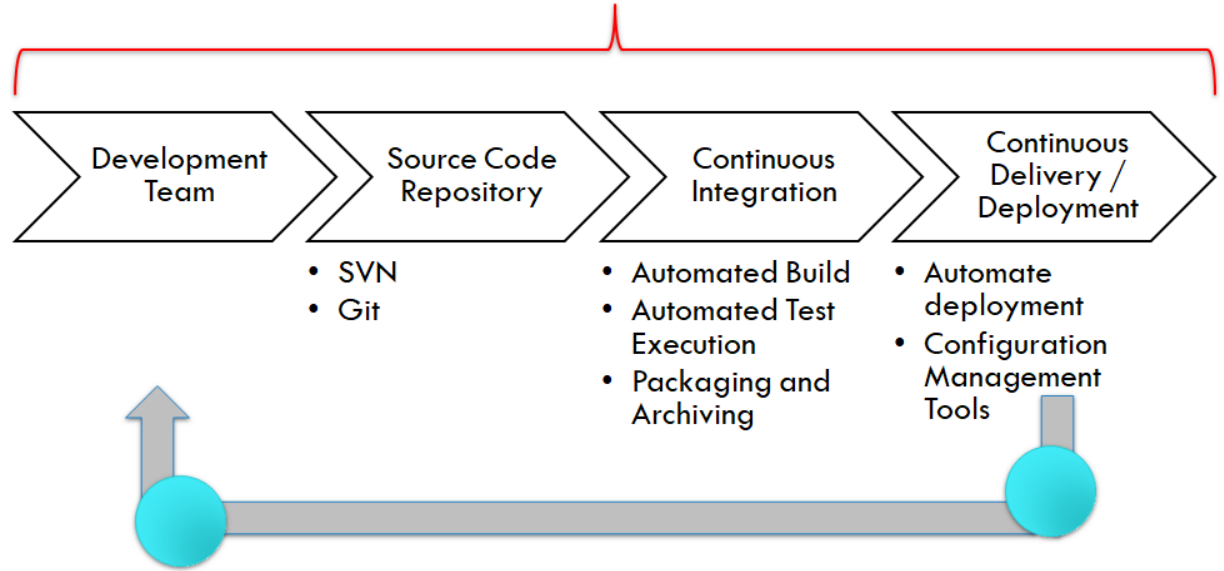 Development
Team
Source Code
Repository
Continuous
Integration
Continuous
Delivery /
Deployment
• SVN
• Git
• Automated Build
• Automated Test
Execution
• Packaging and
Archiving
• Automate
deployment
• Configuration
Management
Tools